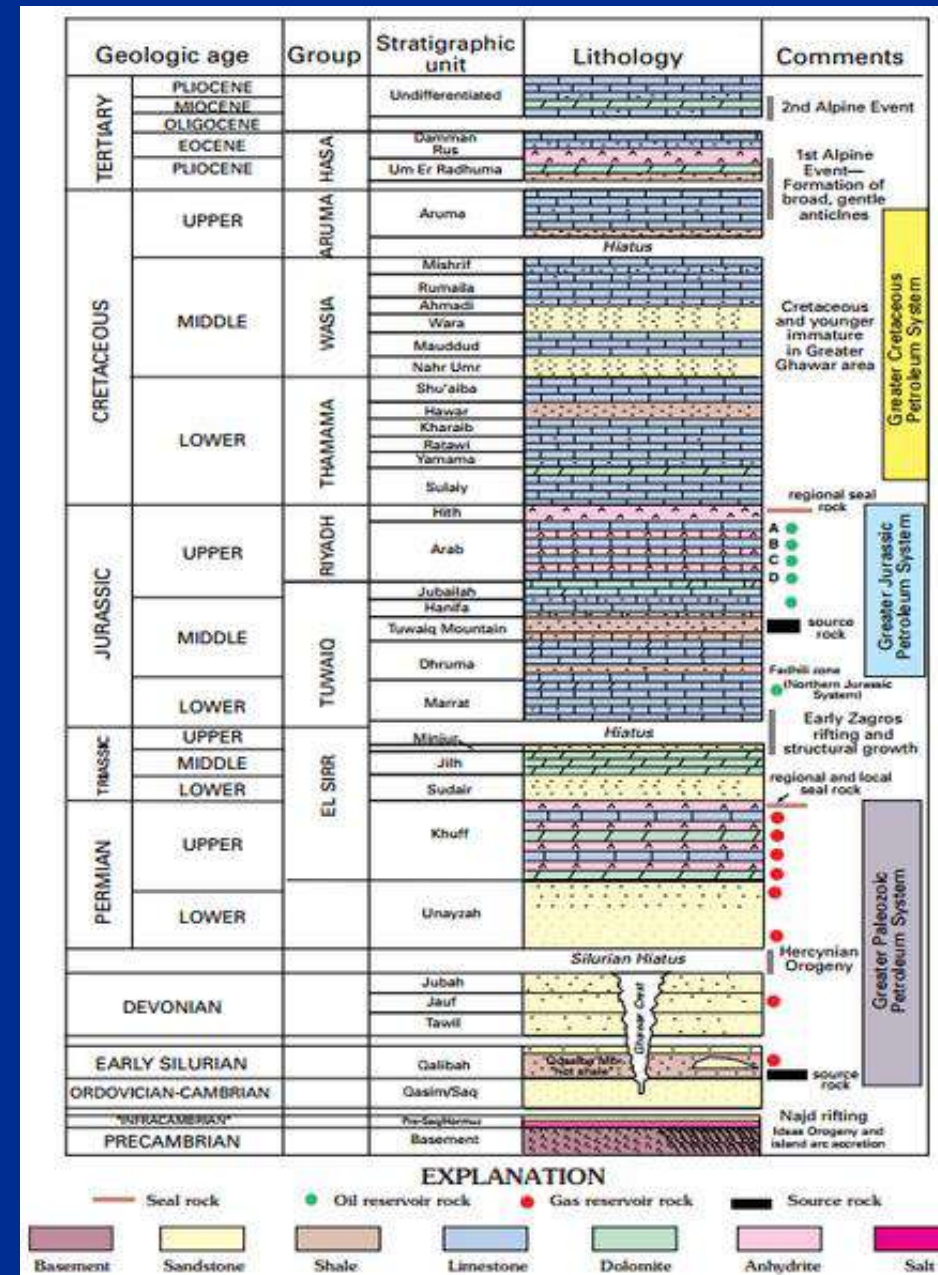 Geologic age
Group
Stratigraphic
unit
Lithology
Comments
TERTIARY
PLIOCENE
MIOCENE
OLIGOCENE
EOCENE
PLIOCENE
HASA
Undifferentiated
Damman
Rus
Um Er Radhuma
2nd Alpine Event
1st Alpine
Event—
Formation of
broad, gentle
anticlnes
CRETACEOUS
UPPER
MIDDLE
LOWER
ARUMA
WASIA
THAMAMA
Aruma
Hiatus
Mishrif
Rumaila
Ahmadi
Wara
Mauddud
Nahr Umr
Shu'aiba
Hawar
Kharaib
Ratawi
Yamama
Sulaiy
Cretaceous
and younger
immature
in Greater
Ghawar area
Greater Cretaceous
Petroleum System
regional seal
rock
JURASSIC
UPPER
MIDDLE
LOWER
RIYADH
TUWAIQ
Hith
Arab
Jubailah
Hanifa
Tuwaiq Mountain
Dhruma
Marrat
A
B
C
D
source
rock
Fadhili zone
(Northern Jurassic
System)
Greater Jurassic
Petroleum System
Hiatus
Early Zagros
rifting and
structural growth
TRIASSIC
UPPER
MIDDLE
LOWER
EL SIRR
Minjur
Jilh
Sudair
regional and local
seal rock
PERMIAN
UPPER
LOWER
Khuff
Unayzah
Silurian Hiatus
Hercynian
Orogeny
Greater Paleozoic
Petroleum System
DEVONIAN
Jubah
Jauf
Tawil
Ghawar Crest
EARLY SILURIAN
Qalibah
"hot shale"
source
rock
ORDOVICIAN-CAMBRIAN
Qasim/Saq
"INFRACAMBRIAN"
Najd rifting
PRECAMBRIAN
Basement
Idsas Orogeny and
island arc accretion
EXPLANATION
Seal rock
Oil reservoir rock
Gas reservoir rock
Source rock
Basement
Sandstone
Shale
Limestone
Dolomite
Anhydrite
Salt